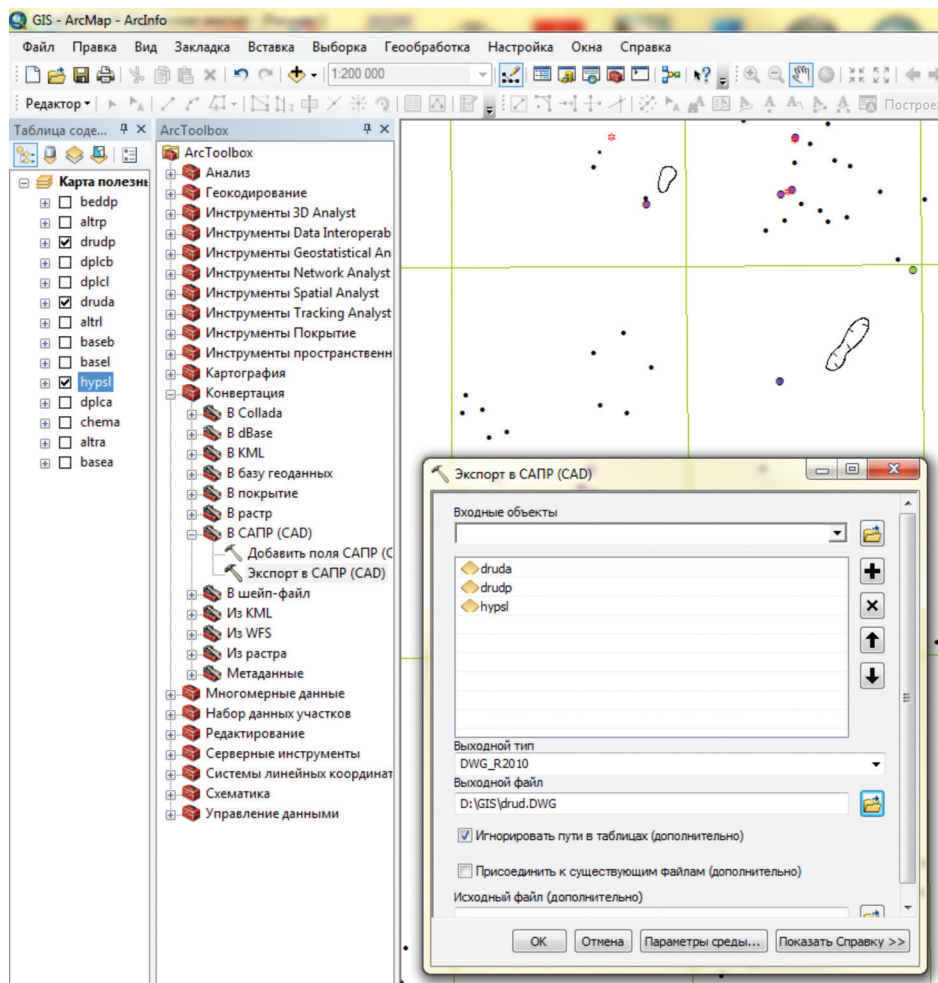 GIS - ArcMap - ArcInfo
Файл Правка Вид Закладка Вставка Выборка Геообработка Настройка Окна Справка
1:200 000
Редактор
Построе
Таблица соде...
Карта полезнь
beddp
altrp
drudp
dplcb
dplcl
druda
altrl
baseb
basel
hypsl
dplca
chema
altra
basea
ArcToolbox
ArcToolbox
Анализ
Геокодирование
Инструменты 3D Analyst
Инструменты Data Interoperab
Инструменты Geostatistical An
Инструменты Network Analyst
Инструменты Spatial Analyst
Инструменты Tracking Analyst
Инструменты Покрытие
Инструменты пространственн
Картография
Конвертация
В Collada
В dBase
В KML
В базу геоданных
В покрытие
В растр
В САПР (CAD)
Добавить поля САПР (C
Экспорт в САПР (CAD)
В шейп-файл
Из KML
Из WFS
Из растра
Метаданные
Многомерные данные
Набор данных участков
Редактирование
Серверные инструменты
Системы линейных координат
Схематика
Управление данными
Экспорт в САПР (CAD)
Входные объекты
druda
drudp
hypsl
Выходной тип
DWG_R2010
Выходной файл
D:\GIS\drud.DWG
Игнорировать пути в таблицах (дополнительно)
Присоединить к существующим файлам (дополнительно)
Исходный файл (дополнительно)
OK Отмена Параметры среды... Показать Справку >>